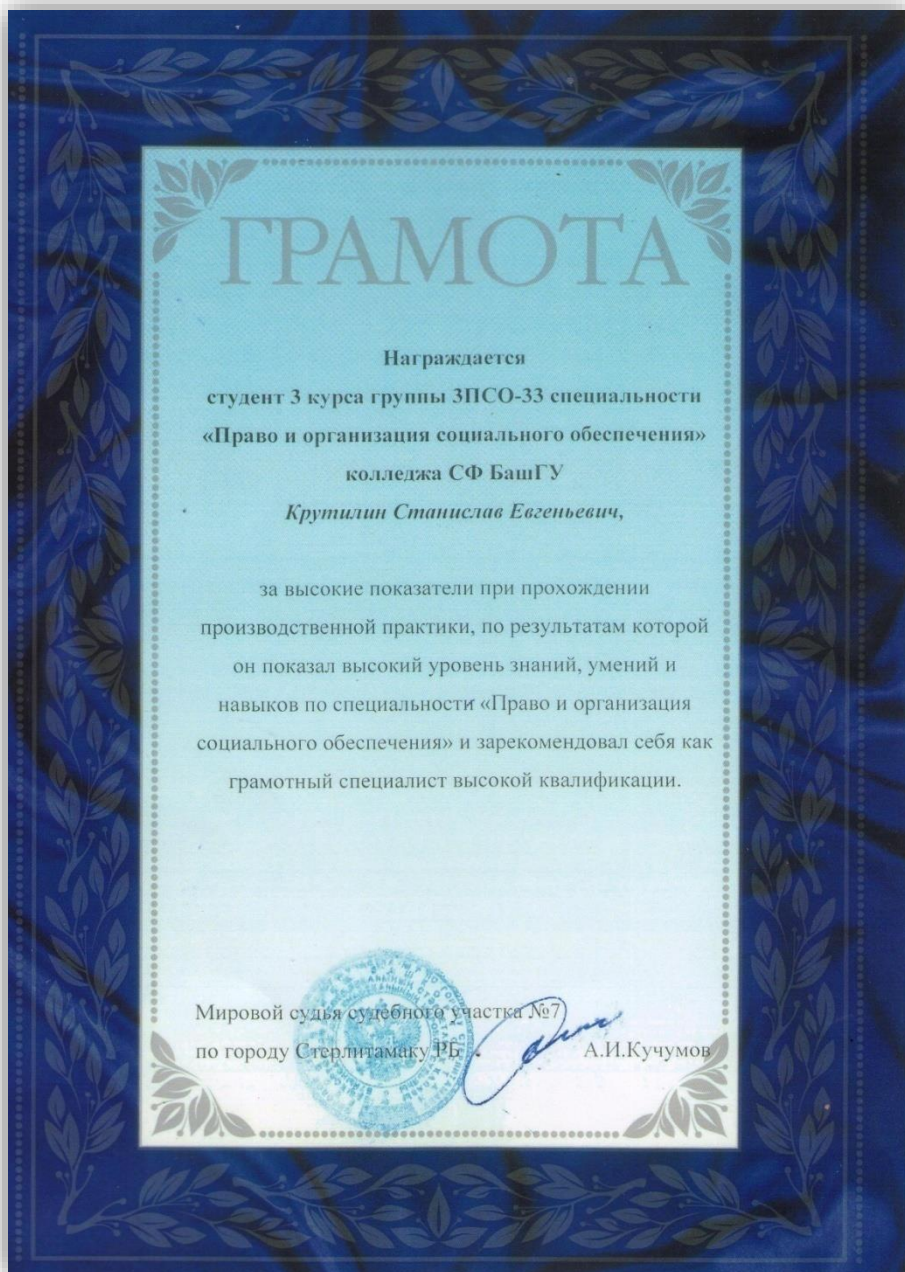 ГРАМОТА
Награждается
студент 3 курса группы 3ПСО-33 специальности
«Право и организация социального обеспечения»
колледжа СФ БашГУ
Крутилин Станислав Евгеньевич,
за высокие показатели при прохождении
производственной практики, по результатам которой
он показал высокий уровень знаний, умений и
навыков по специальности «Право и организация
социального обеспечения» и зарекомендовал себя как
грамотный специалист высокой квалификации.
Мировой судья судебного участка №7
по городу Стерлитамаку РБ
А.И.Кучумов